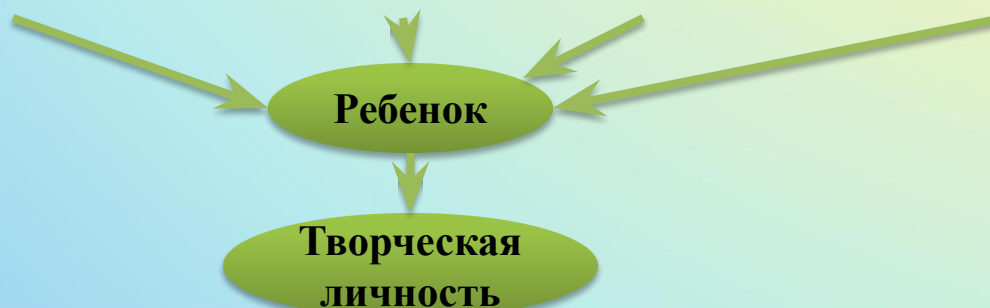 Ребенок
Творческая
личность